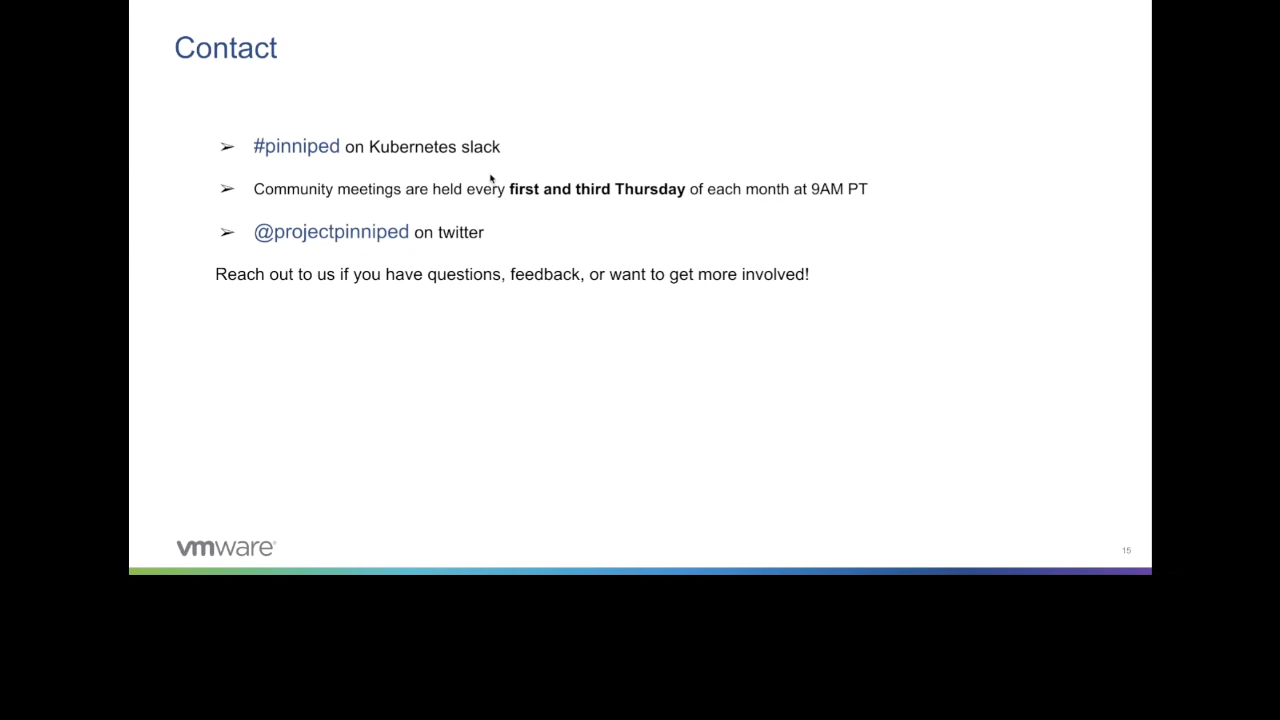 Contact
➢ #pinniped on Kubernetes slack
➢ Community meetings are held every first and third Thursday of each month at 9AM PT
➢ @projectpinniped on twitter
Reach out to us if you have questions, feedback, or want to get more involved!
vmware®
15